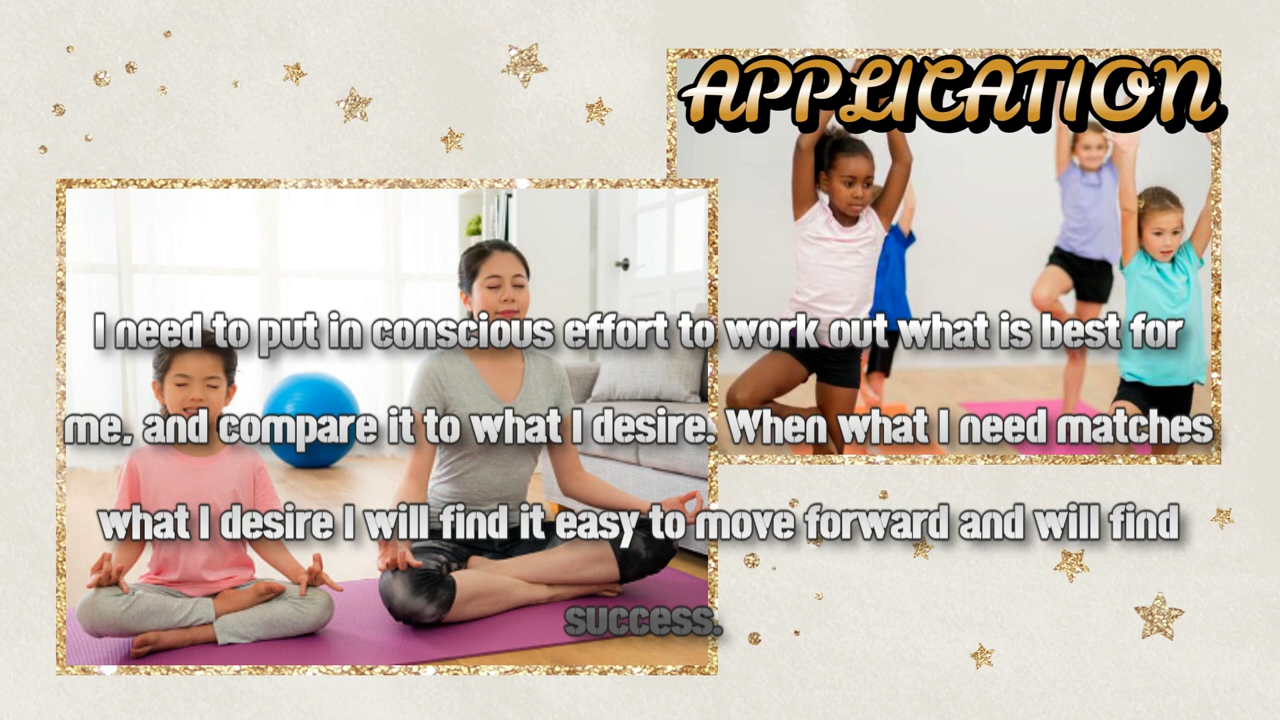 APPLICATION
I need to put in conscious effort to work out what is best for
me, and compare it to what I desire. When what I need matches
what I desire I will find it easy to move forward and will find
success.